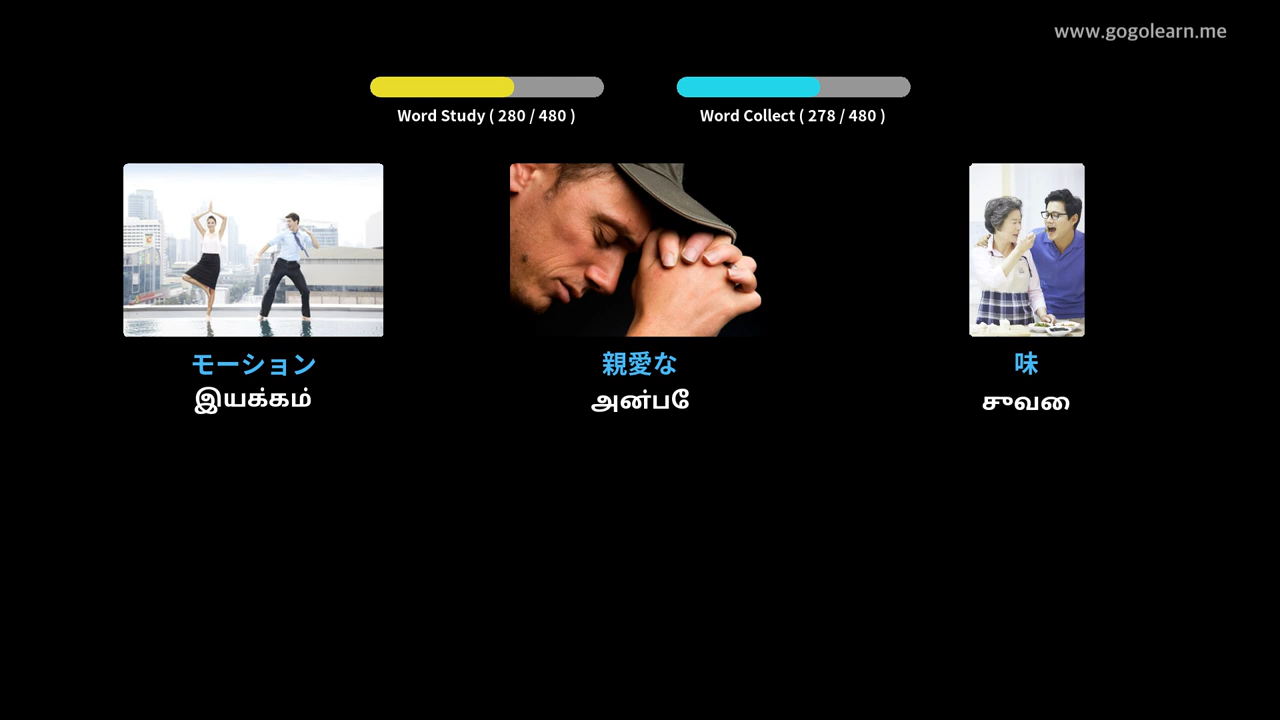 www.gogolearn.me
Word Study ( 280 / 480 )
Word Collect ( 278 / 480 )
モーション
இயக்கம்
親愛な
அன்பே
味
சுவை